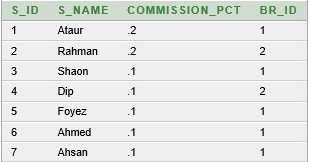 S_ID S_NAME COMMISSION_PCT BR_ID
1 Ataur .2 1
2 Rahman .2 2
3 Shaon .1 1
4 Dip .1 2
5 Foyez .1 1
6 Ahmed .1 1
7 Ahsan .1 1